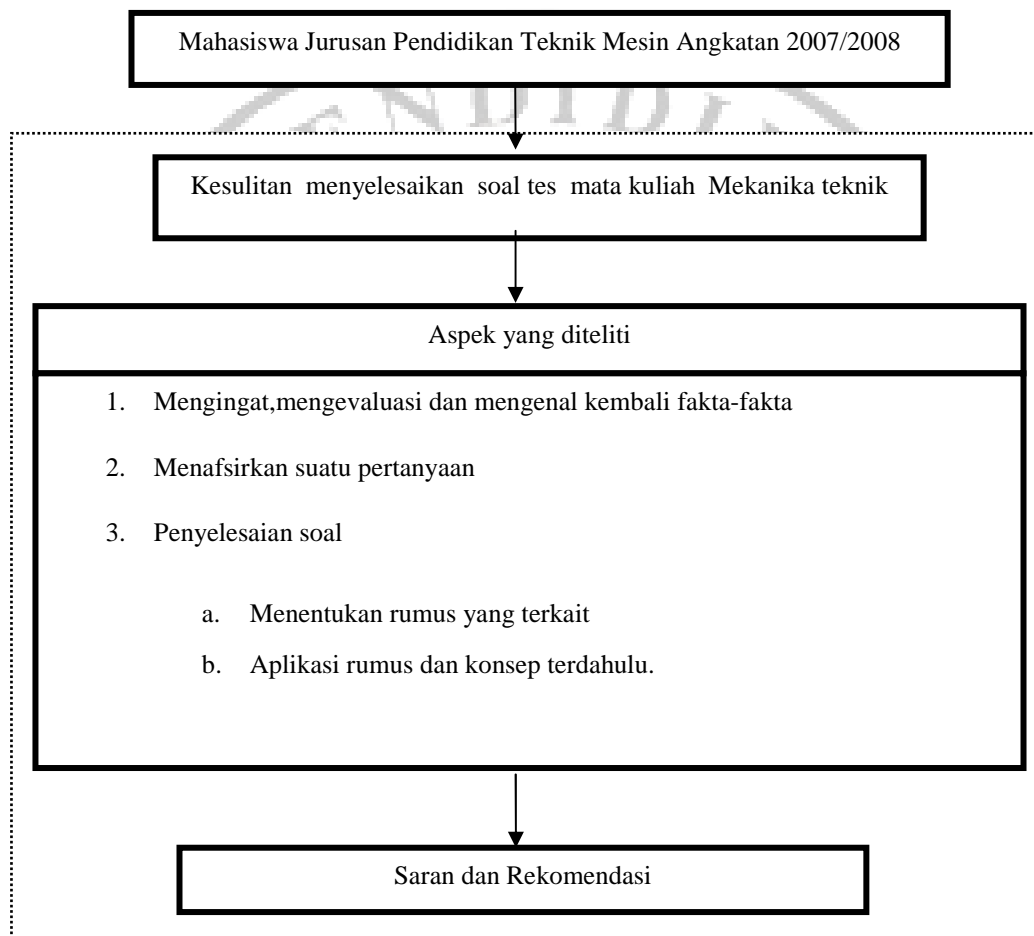 Mahasiswa Jurusan Pendidikan Teknik Mesin Angkatan 2007/2008
Kesulitan menyelesaikan soal tes mata kuliah Mekanika teknik
Aspek yang diteliti
1. Mengingat,mengevaluasi dan mengenal kembali fakta-fakta
2. Menafsirkan suatu pertanyaan
3. Penyelesaian soal
a. Menentukan rumus yang terkait
b. Aplikasi rumus dan konsep terdahulu.
Saran dan Rekomendasi